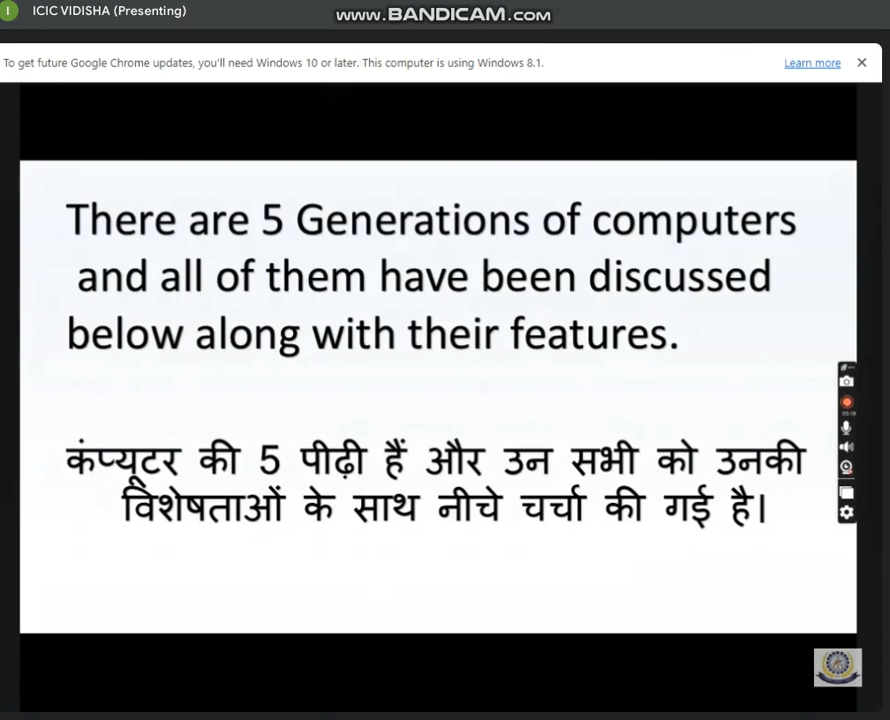 I ICIC VIDISHA (Presenting)
WWW.BANDICAM.COM
To get future Google Chrome updates, you'll need Windows 10 or later. This computer is using Windows 8.1.
Learn more
There are 5 Generations of computers
and all of them have been discussed
below along with their features.
कंप्यूटर की 5 पीढ़ी हैं और उन सभी को उनकी
विशेषताओं के साथ नीचे चर्चा की गई है।